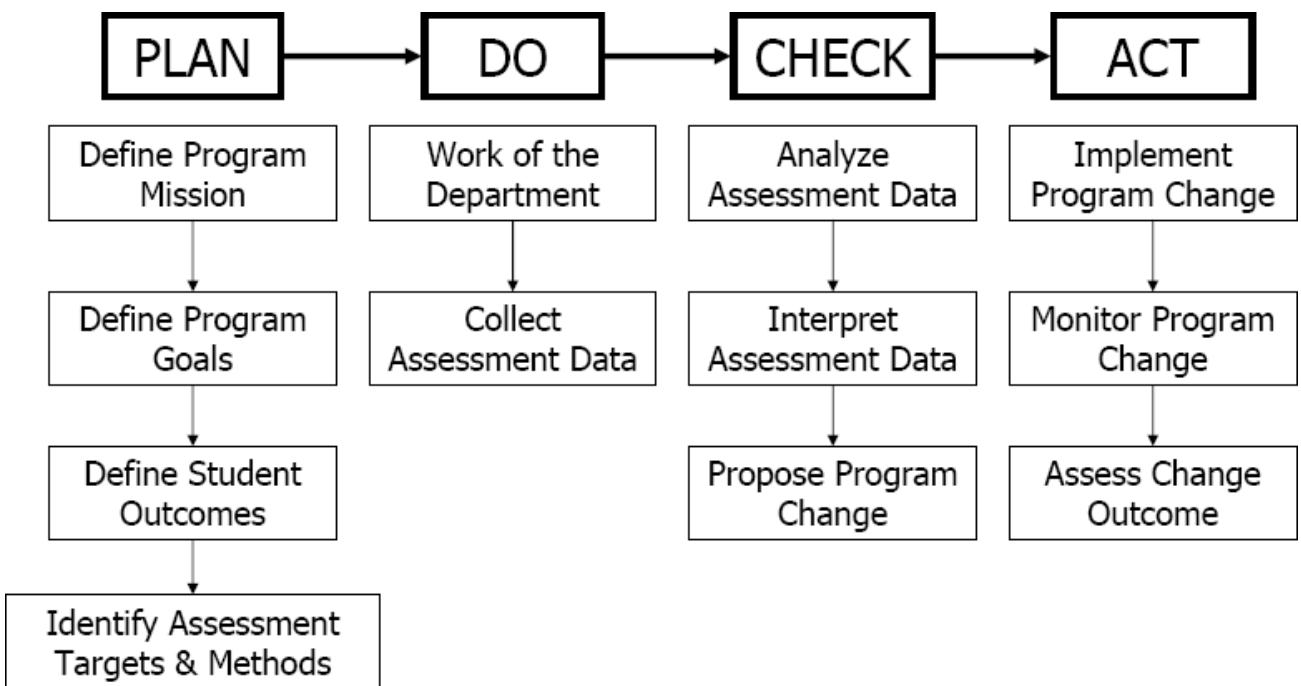 PLAN
DO
CHECK
ACT
Define Program
Mission
Define Program
Goals
Define Student
Outcomes
Identify Assessment
Targets & Methods
Work of the
Department
Collect
Assessment Data
Analyze
Assessment Data
Interpret
Assessment Data
Propose Program
Change
Implement
Program Change
Monitor Program
Change
Assess Change
Outcome